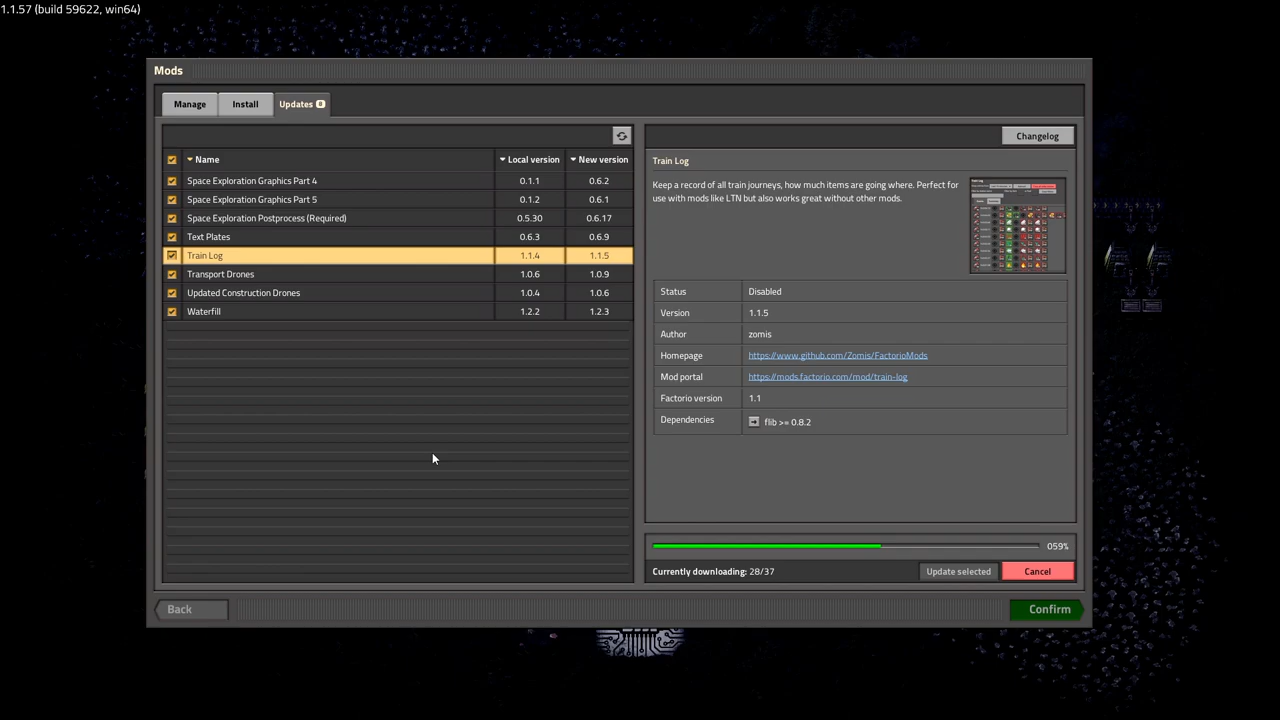 1.1.57 (build 59622, win64)
Mods
Manage Install Updates 8
Changelog
Name Local version New version
Space Exploration Graphics Part 4 0.1.1 0.6.2
Space Exploration Graphics Part 5 0.1.2 0.6.1
Space Exploration Postprocess (Required) 0.5.30 0.6.17
Text Plates 0.6.3 0.6.9
Train Log 1.1.4 1.1.5
Transport Drones 1.0.6 1.0.9
Updated Construction Drones 1.0.4 1.0.6
Waterfill 1.2.2 1.2.3
Train Log
Keep a record of all train journeys, how much items are going where. Perfect for
use with mods like LTN but also works great without other mods.
Status Disabled
Version 1.1.5
Author zomis
Homepage https://www.github.com/Zomis/FactorioMods
Mod portal https://mods.factorio.com/mod/train-log
Factorio version 1.1
Dependencies flib >= 0.8.2
059%
Currently downloading: 28/37 Update selected Cancel
Back Confirm